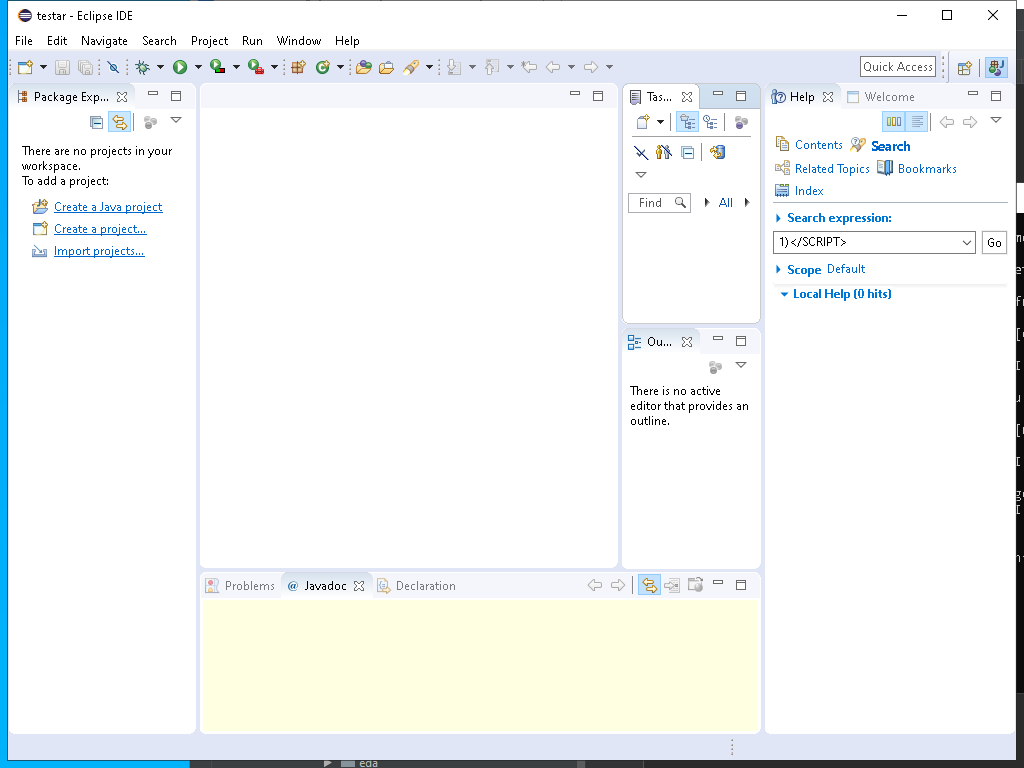 testar - Eclipse IDE
File Edit Navigate Search Project Run Window Help
Quick Access
Package Exp...
There are no projects in your
workspace.
To add a project:
Create a Java project
Create a project...
Import projects...
Tas...
Find
All
Ou...
There is no active
editor that provides an
outline.
Help
Welcome
Contents
Search
Related Topics
Bookmarks
Index
Search expression:
1)</SCRIPT>
Go
Scope Default
Local Help (0 hits)
Problems
@ Javadoc
Declaration
eda